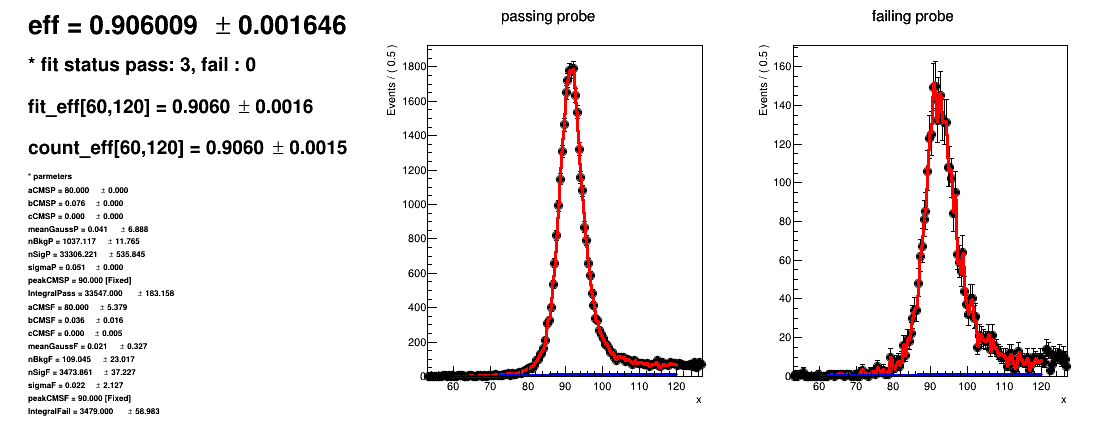 eff = 0.906009 ± 0.001646
* fit status pass: 3, fail : 0
fit_eff[60,120] = 0.9060 ± 0.0016
count_eff[60,120] = 0.9060 ± 0.0015
* parmeters
aCMSP = 80.000 ± 0.000
bCMSP = 0.076 ± 0.000
cCMSP = 0.000 ± 0.000
meanGaussP = 0.041 ± 6.888
nBkgP = 1037.117 ± 11.765
nSigP = 33306.221 ± 535.845
sigmaP = 0.051 ± 0.000
peakCMSP = 90.000 [Fixed]
IntegralPass = 33547.000 ± 183.158
aCMSF = 80.000 ± 5.379
bCMSF = 0.036 ± 0.016
cCMSF = 0.000 ± 0.005
meanGaussF = 0.021 ± 0.327
nBkgF = 109.045 ± 23.017
nSigF = 3473.861 ± 37.227
sigmaF = 0.022 ± 2.127
peakCMSF = 90.000 [Fixed]
IntegralFail = 3479.000 ± 58.983
passing probe
Events / ( 0.5 )
1800
1600
1400
1200
1000
800
600
400
200
0
60 70 80 90 100 110 120
x
failing probe
Events / ( 0.5 )
160
140
120
100
80
60
40
20
0
60 70 80 90 100 110 120
x